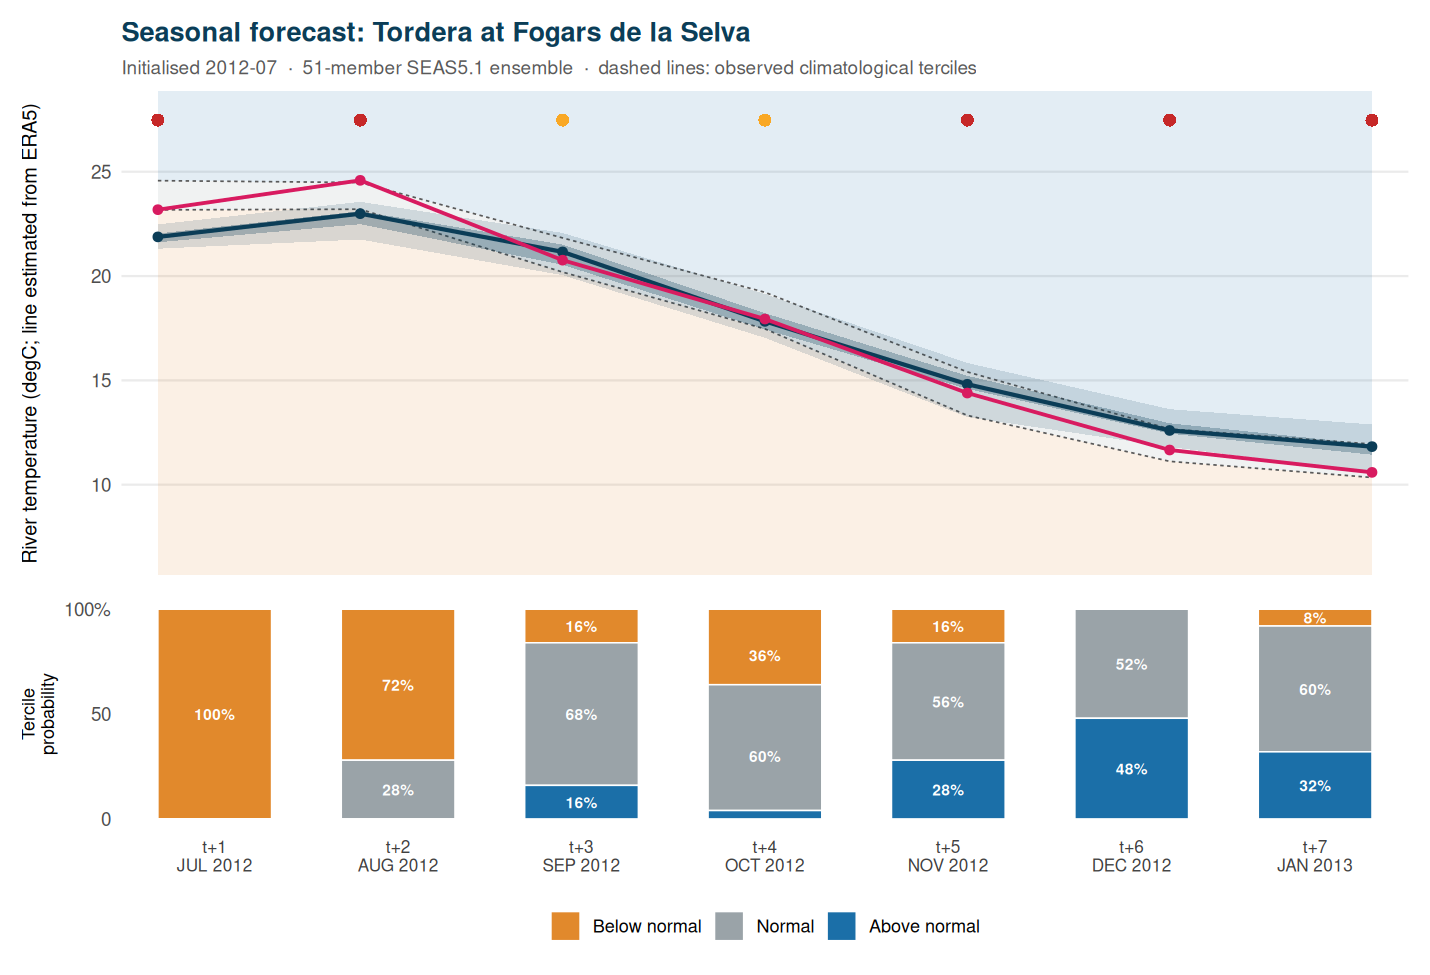 Seasonal forecast: Tordera at Fogars de la Selva
Initialised 2012-07 · 51-member SEAS5.1 ensemble · dashed lines: observed climatological terciles
River temperature (degC; line estimated from ERA5)
25
20
15
10
Tercile
probability
100%
50
0
100%
72%
28%
16%
68%
16%
36%
60%
16%
56%
28%
52%
48%
8%
60%
32%
t+1
JUL 2012
t+2
AUG 2012
t+3
SEP 2012
t+4
OCT 2012
t+5
NOV 2012
t+6
DEC 2012
t+7
JAN 2013
Below normal
Normal
Above normal